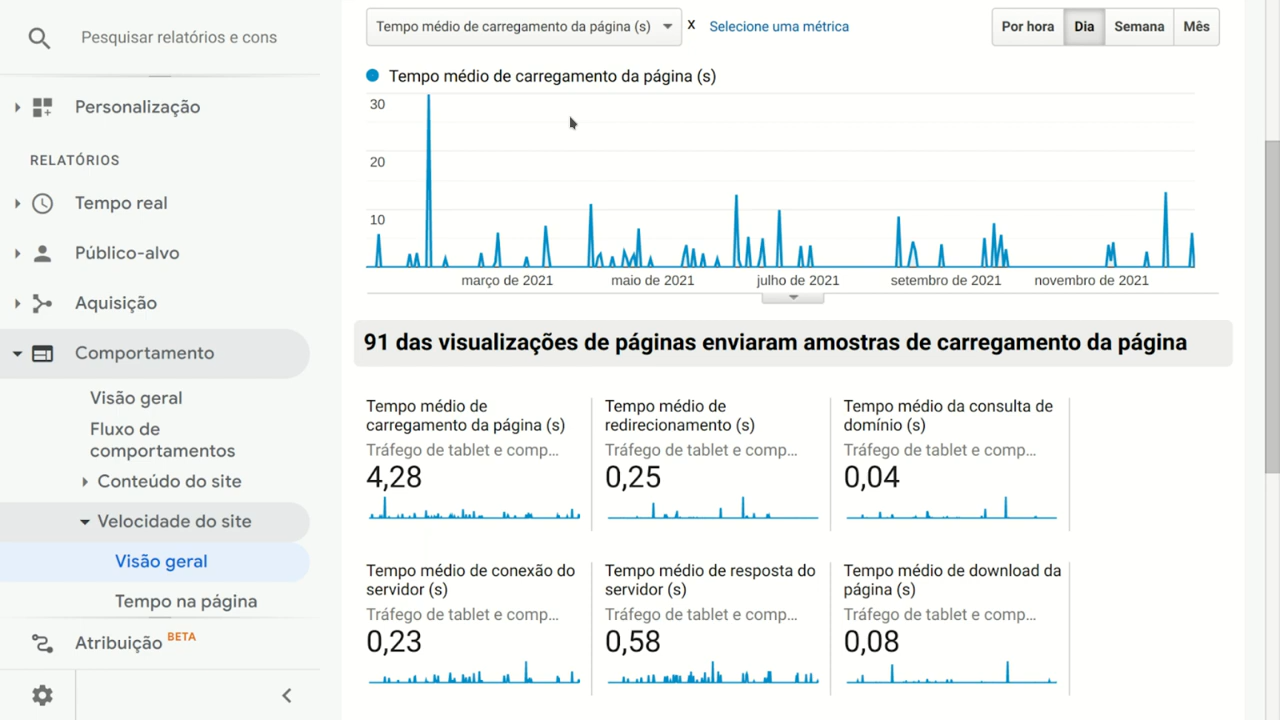 Pesquisar relatórios e cons
Personalização
RELATÓRIOS
Tempo real
Público-alvo
Aquisição
Comportamento
Visão geral
Fluxo de
comportamentos
Conteúdo do site
Velocidade do site
Visão geral
Tempo na página
Atribuição BETA
Tempo médio de carregamento da página (s)
x
Selecione uma métrica
Por hora
Dia
Semana
Mês
Tempo médio de carregamento da página (s)
30
20
10
março de 2021
maio de 2021
julho de 2021
setembro de 2021
novembro de 2021
91 das visualizações de páginas enviaram amostras de carregamento da página
Tempo médio de
carregamento da página (s)
Tráfego de tablet e comp...
4,28
Tempo médio de
redirecionamento (s)
Tráfego de tablet e comp...
0,25
Tempo médio da consulta de
domínio (s)
Tráfego de tablet e comp...
0,04
Tempo médio de conexão do
servidor (s)
Tráfego de tablet e comp...
0,23
Tempo médio de resposta do
servidor (s)
Tráfego de tablet e comp...
0,58
Tempo médio de download da
página (s)
Tráfego de tablet e comp...
0,08